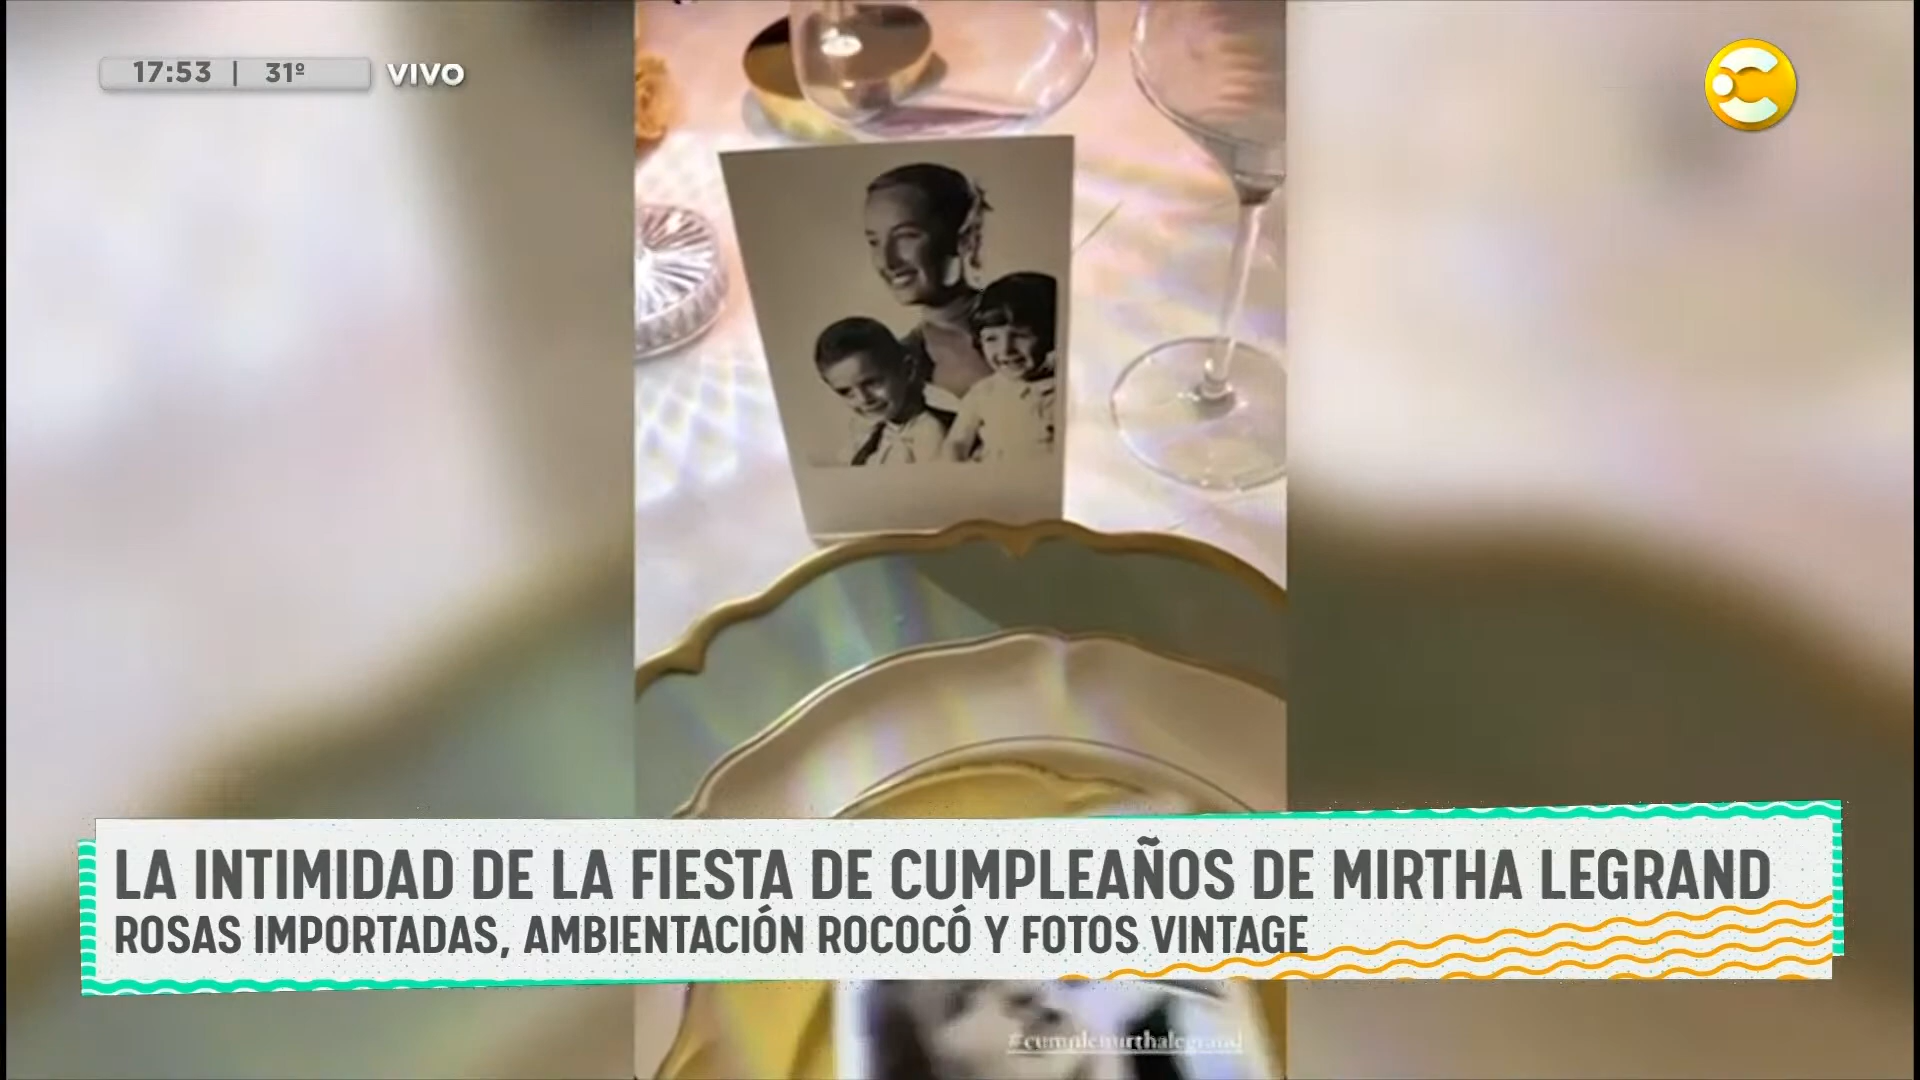 17:53 | 31º VIVO
LA INTIMIDAD DE LA FIESTA DE CUMPLEAÑOS DE MIRTHA LEGRAND
ROSAS IMPORTADAS, AMBIENTACIÓN ROCOCÓ Y FOTOS VINTAGE
#cumplemirthalegrand